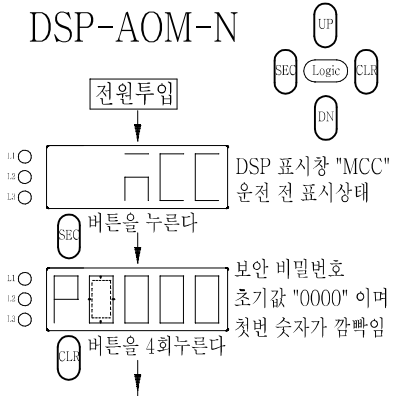 DSP-AOM-N
UP
SEC Logic CLR
DN
전원투입
L1
L2
L3
MCC
DSP 표시창 "MCC"
운전 전 표시상태
SEC 버튼을 누른다
L1
L2
L3
P0000
보안 비밀번호
초기값 "0000" 이며
첫번 숫자가 깜빡임
CLR 버튼을 4회누른다